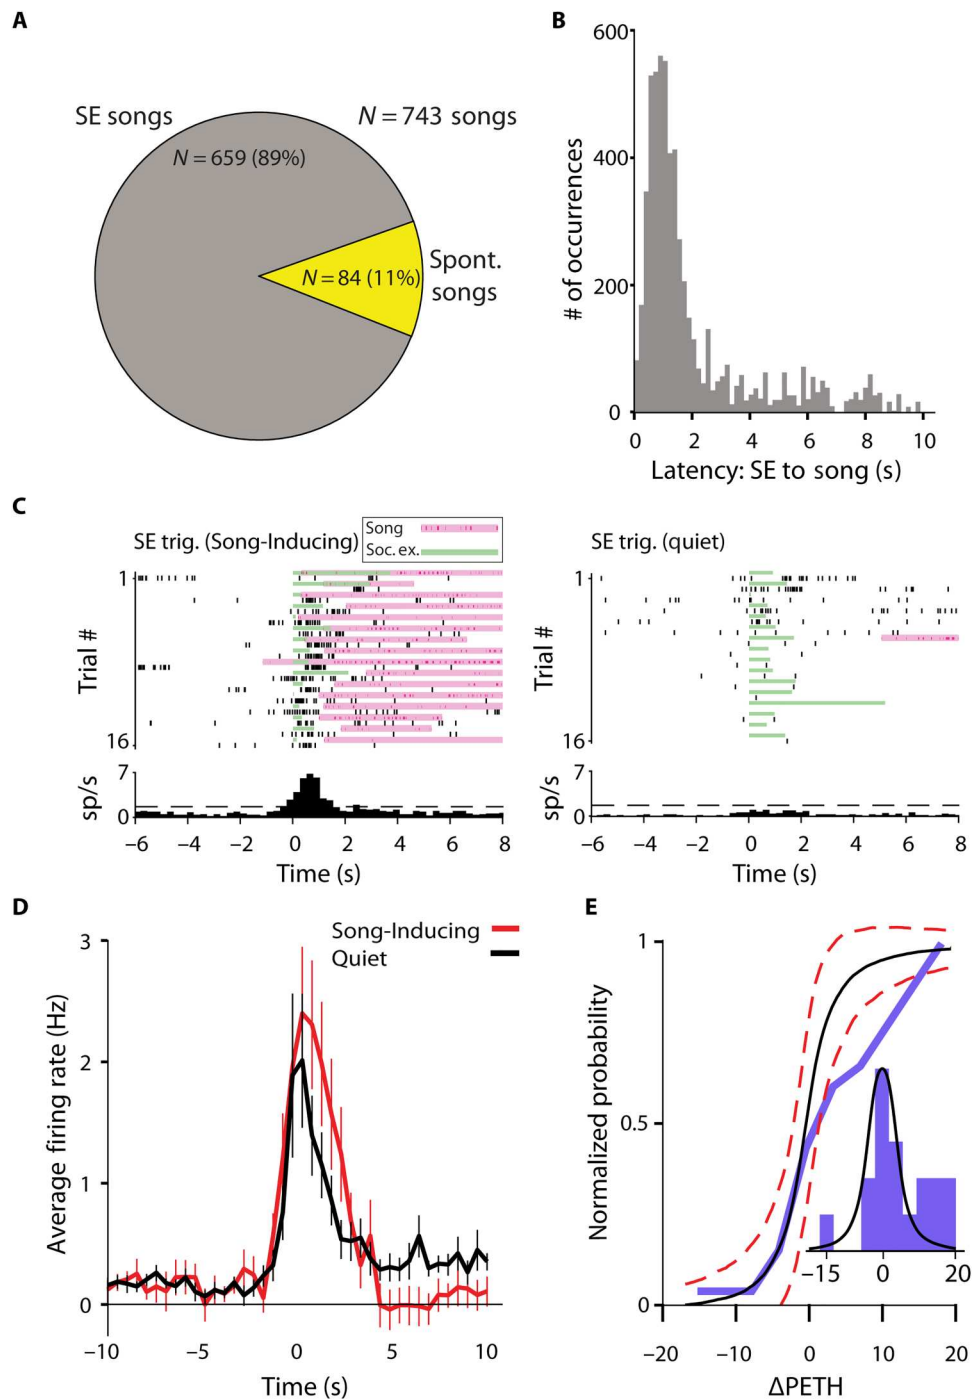 A
SE songs
N = 743 songs
N = 659 (89%)
N = 84 (11%)
Spont.
songs
B
600
400
200
0
# of occurrences
0 2 4 6 8 10
Latency: SE to song (s)
C
SE trig. (Song-Inducing)
Song
Soc. ex.
1
Trial #
16
7
sp/s
0
−6 −4 −2 0 2 4 6 8
Time (s)
SE trig. (quiet)
1
Trial #
16
7
sp/s
0
−6 −4 −2 0 2 4 6 8
Time (s)
D
Song-Inducing
Quiet
3
2
1
0
Average firing rate (Hz)
−10 −5 0 5 10
Time (s)
E
1
0.5
0
Normalized probability
−15 0 20
−20 −10 0 10 20
ΔPETH